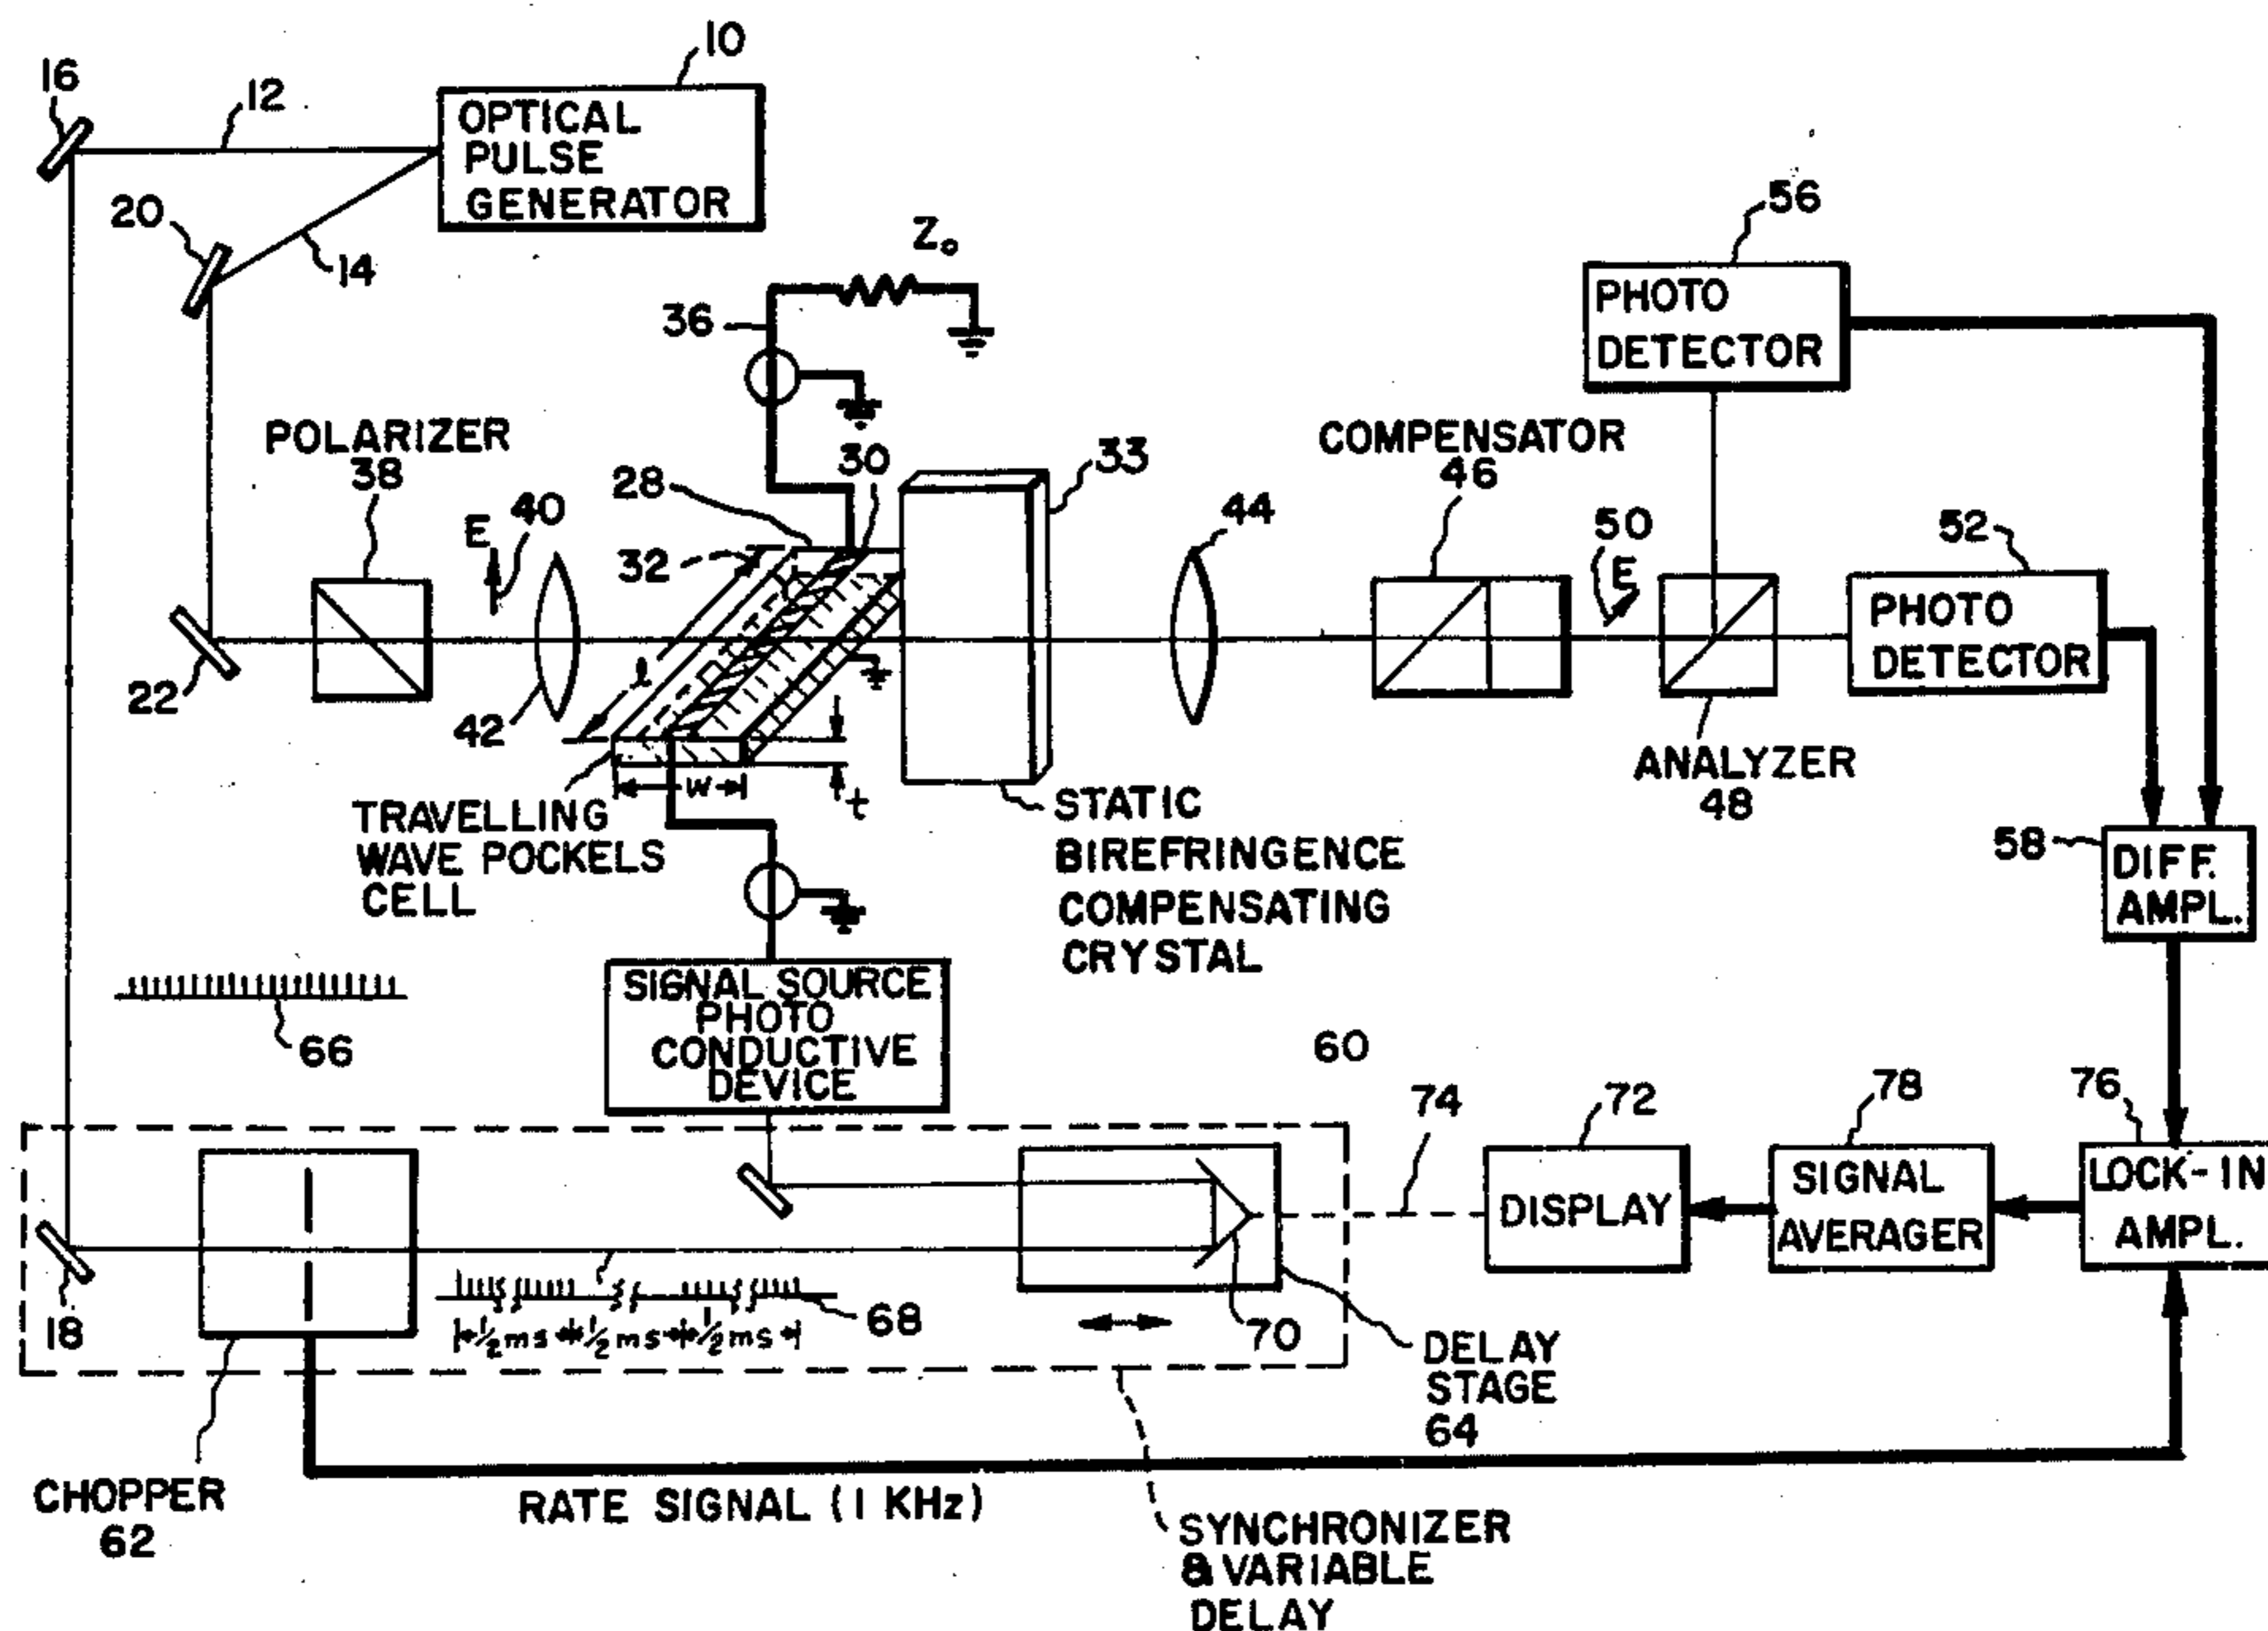 10
16
12
OPTICAL
PULSE
GENERATOR
20
14
Z₀
56
PHOTO
DETECTOR
36
POLARIZER
38
E
40
28
30
33
32
44
COMPENSATOR
46
50
E
52
PHOTO
DETECTOR
22
42
l
W
t
TRAVELLING
WAVE POCKELS
CELL
STATIC
BIREFRINGENCE
COMPENSATING
CRYSTAL
ANALYZER
48
58
DIFF.
AMPL.
66
SIGNAL SOURCE
PHOTO
CONDUCTIVE
DEVICE
60
74
72
78
76
DISPLAY
SIGNAL
AVERAGER
LOCK-IN
AMPL.
18
½ms ½ms ½ms
68
70
DELAY
STAGE
64
CHOPPER
62
RATE SIGNAL (1 KHz)
SYNCHRONIZER
& VARIABLE
DELAY